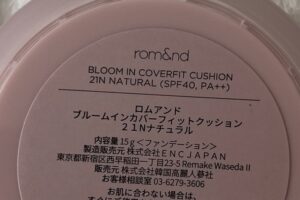 rom&nd
BLOOM IN COVERFIT CUSHION
21N NATURAL (SPF40, PA++)
ロムアンド
ブルームインカバーフィットクッション
21Nナチュラル
内容量 15g<ファンデーション>
製造販売元 株式会社ENCJAPAN
東京都新宿区西早稲田一丁目23-5 Remake Waseda II
販売元 株式会社韓国高麗人蔘社
お客様相談室 03-6279-3606
お肌に合わない場合は、